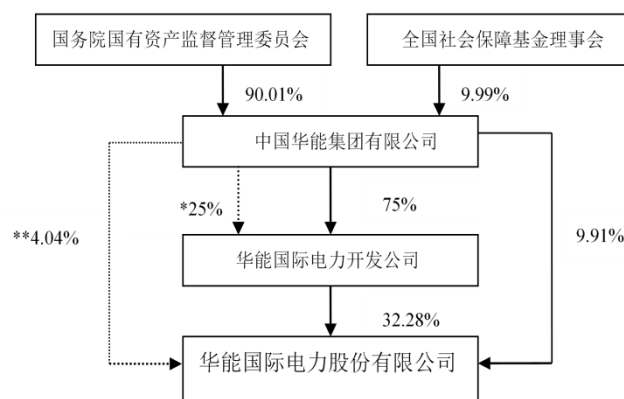 国务院国有资产监督管理委员会
全国社会保障基金理事会
90.01%
9.99%
中国华能集团有限公司
*25%
75%
**4.04%
9.91%
华能国际电力开发公司
32.28%
华能国际电力股份有限公司